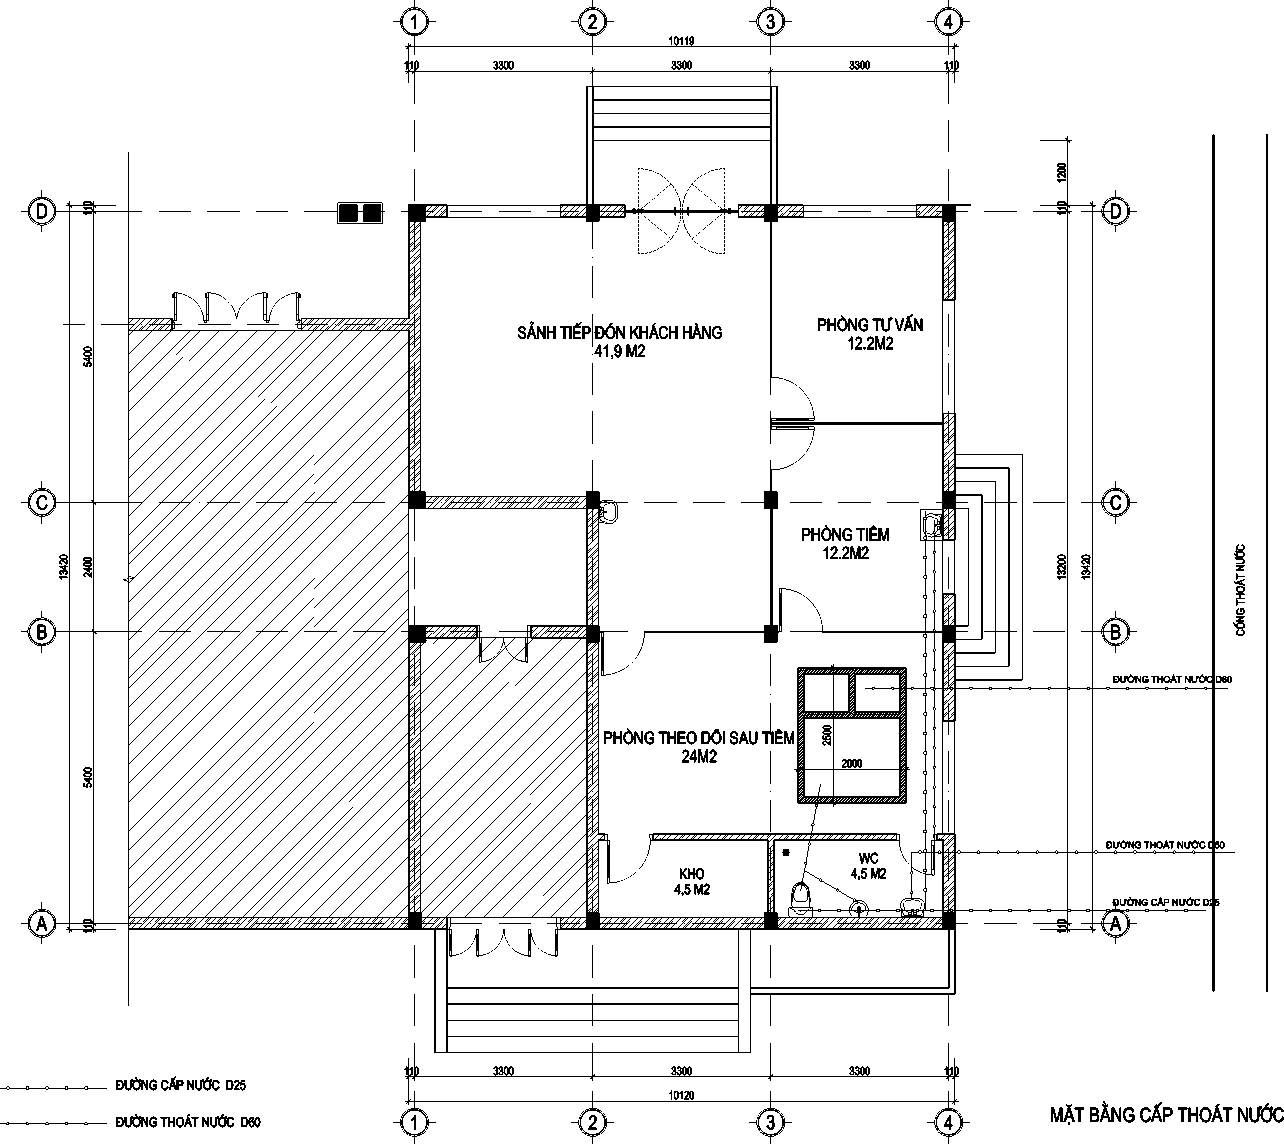 1 2 3 4
10119
110 3300 3300 3300 110
1200
D 110 110 D
SẢNH TIẾP ĐÓN KHÁCH HÀNG
41,9 M2
PHÒNG TƯ VẤN
12.2M2
5400
C C
PHÒNG TIÊM
12.2M2
13420 2400 13200 13420
CỐNG THOÁT NƯỚC
B B
ĐƯỜNG THOÁT NƯỚC D60
PHÒNG THEO DÕI SAU TIÊM
24M2
2500
2000
5400
ĐƯỜNG THOÁT NƯỚC D60
KHO
4,5 M2
WC
4,5 M2
ĐƯỜNG CẤP NƯỚC D25
A 110 110 A
110 3300 3300 3300 110
10120
1 2 3 4
ĐƯỜNG CẤP NƯỚC D25
ĐƯỜNG THOÁT NƯỚC D60
MẶT BẰNG CẤP THOÁT NƯỚC